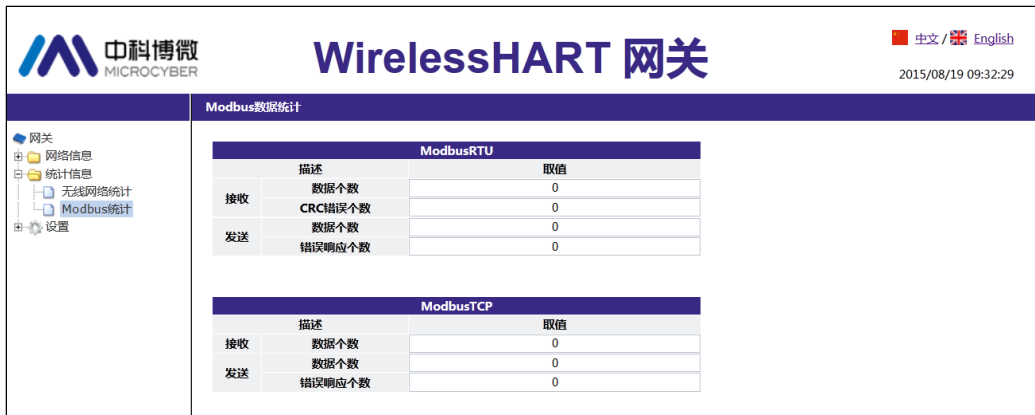 中科博微
MICROCYBER
WirelessHART 网关
中文 / English
2015/08/19 09:32:29
Modbus数据统计
网关
网络信息
统计信息
无线网络统计
Modbus统计
设置
ModbusRTU
描述 取值
接收 数据个数 0
CRC错误个数 0
发送 数据个数 0
错误响应个数 0
ModbusTCP
描述 取值
接收 数据个数 0
发送 数据个数 0
错误响应个数 0